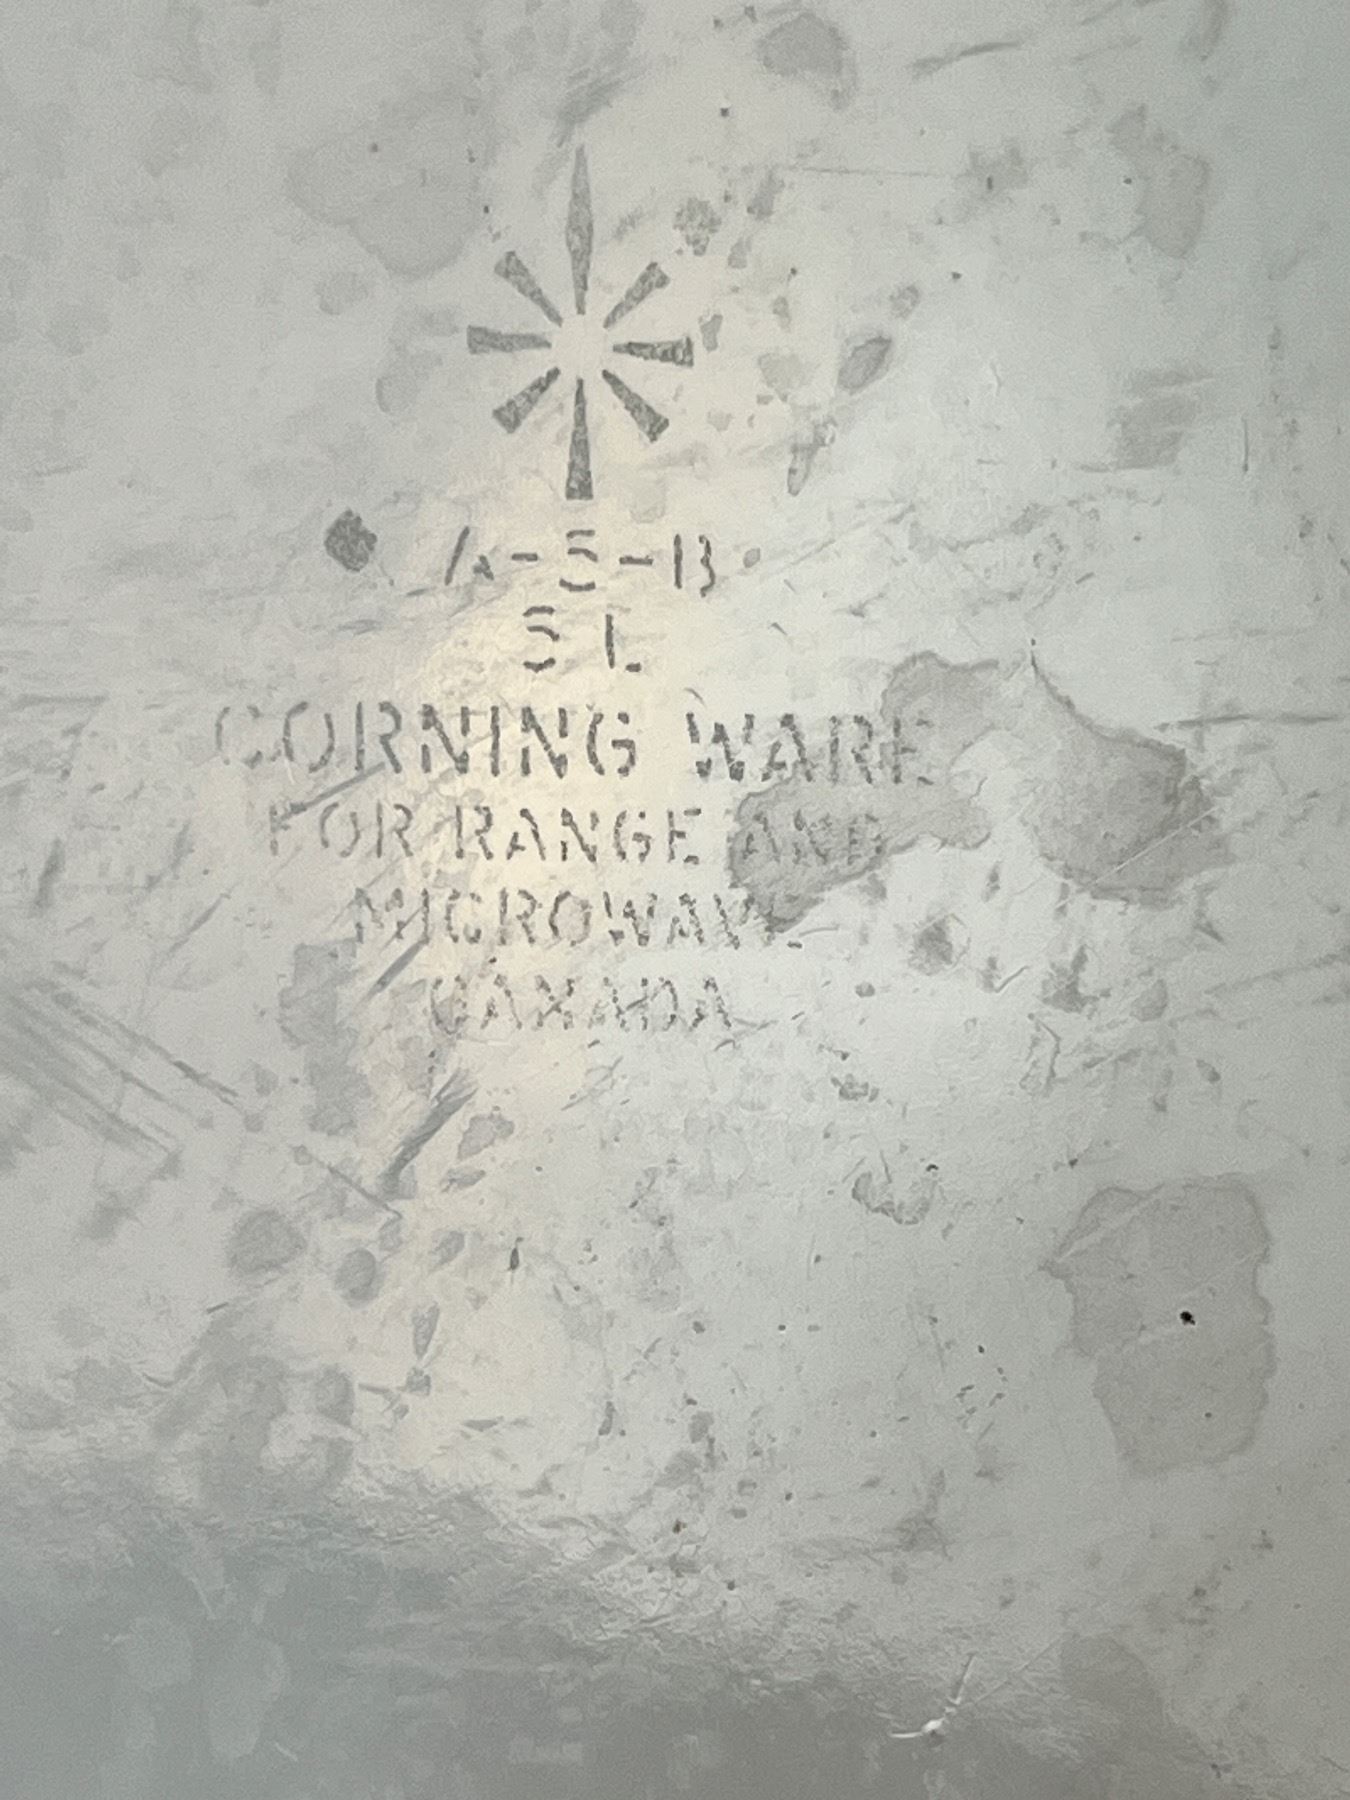 A-5-B
5 L
CORNING WARE
FOR RANGE AND
MICROWAVE
CANADA